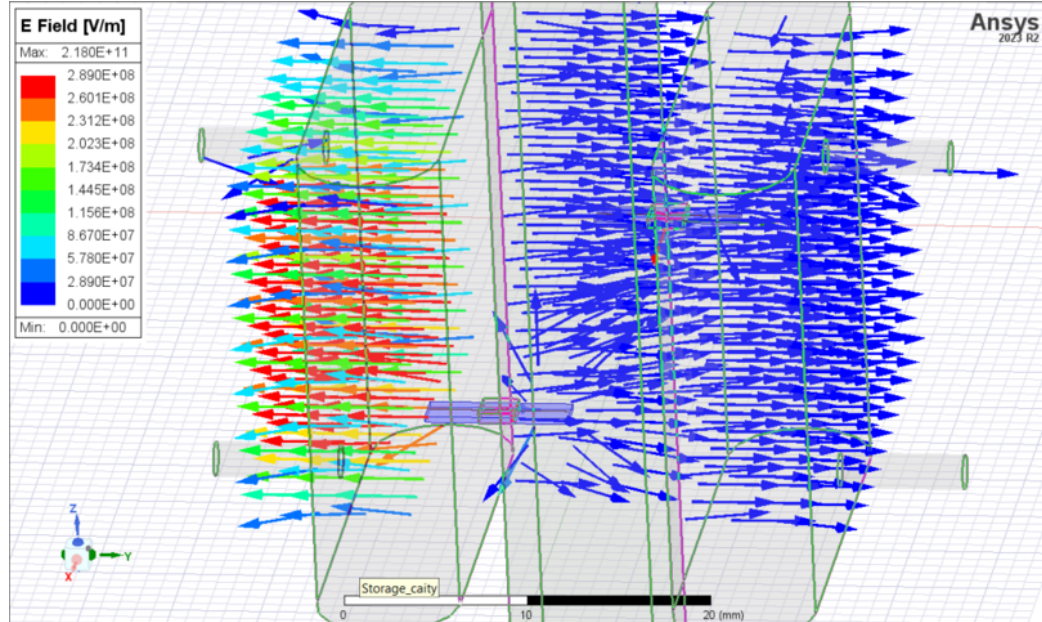 E Field [V/m]
Max: 2.180E+11
2.890E+08
2.601E+08
2.312E+08
2.023E+08
1.734E+08
1.445E+08
1.156E+08
8.670E+07
5.780E+07
2.890E+07
0.000E+00
Min: 0.000E+00
Ansys
2023 R2
Z
Y
X
Storage_caity
0 10 20 (mm)